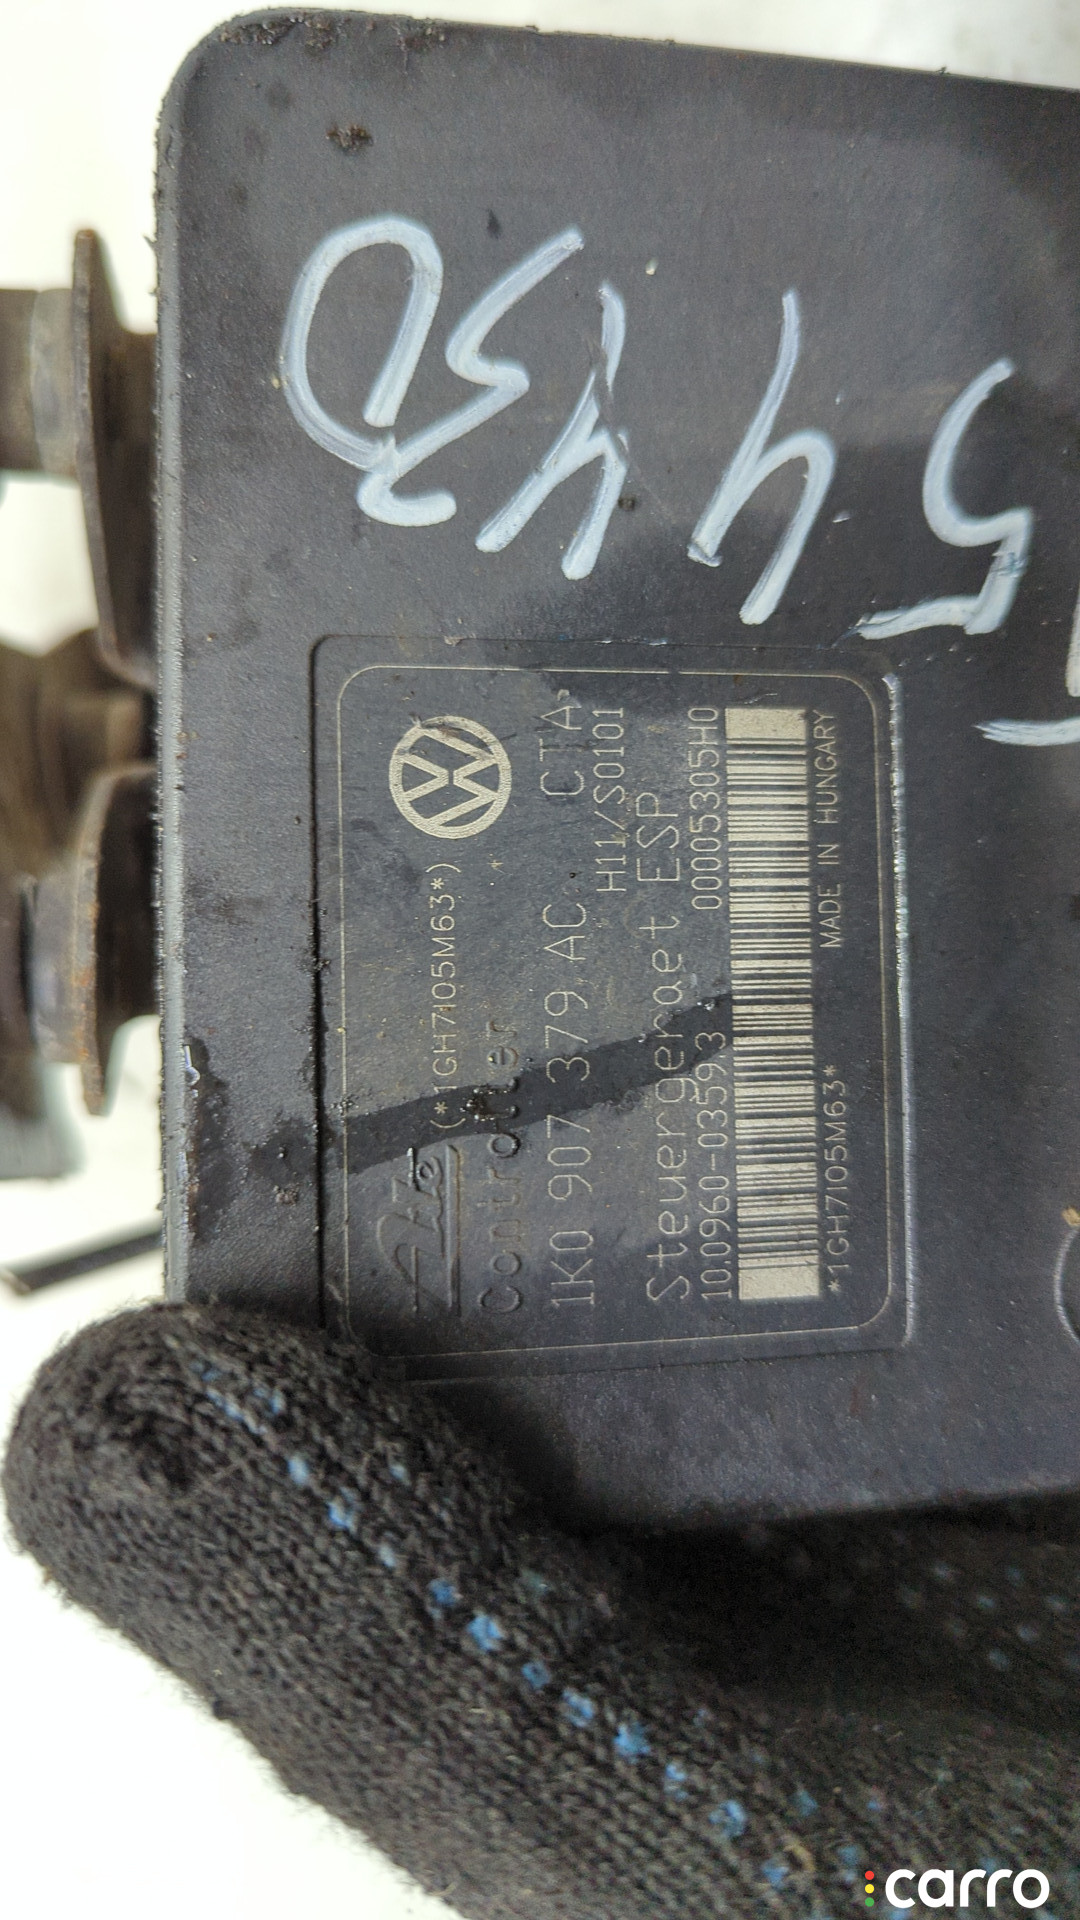 Ate
(*1GH7105M63*)
Controller
1K0 907 379 AC CTA
H11/S0101
Steuergeraet ESP
10.0960-0359.3 00005305H0
*1GH7105M63*
MADE IN HUNGARY
carro